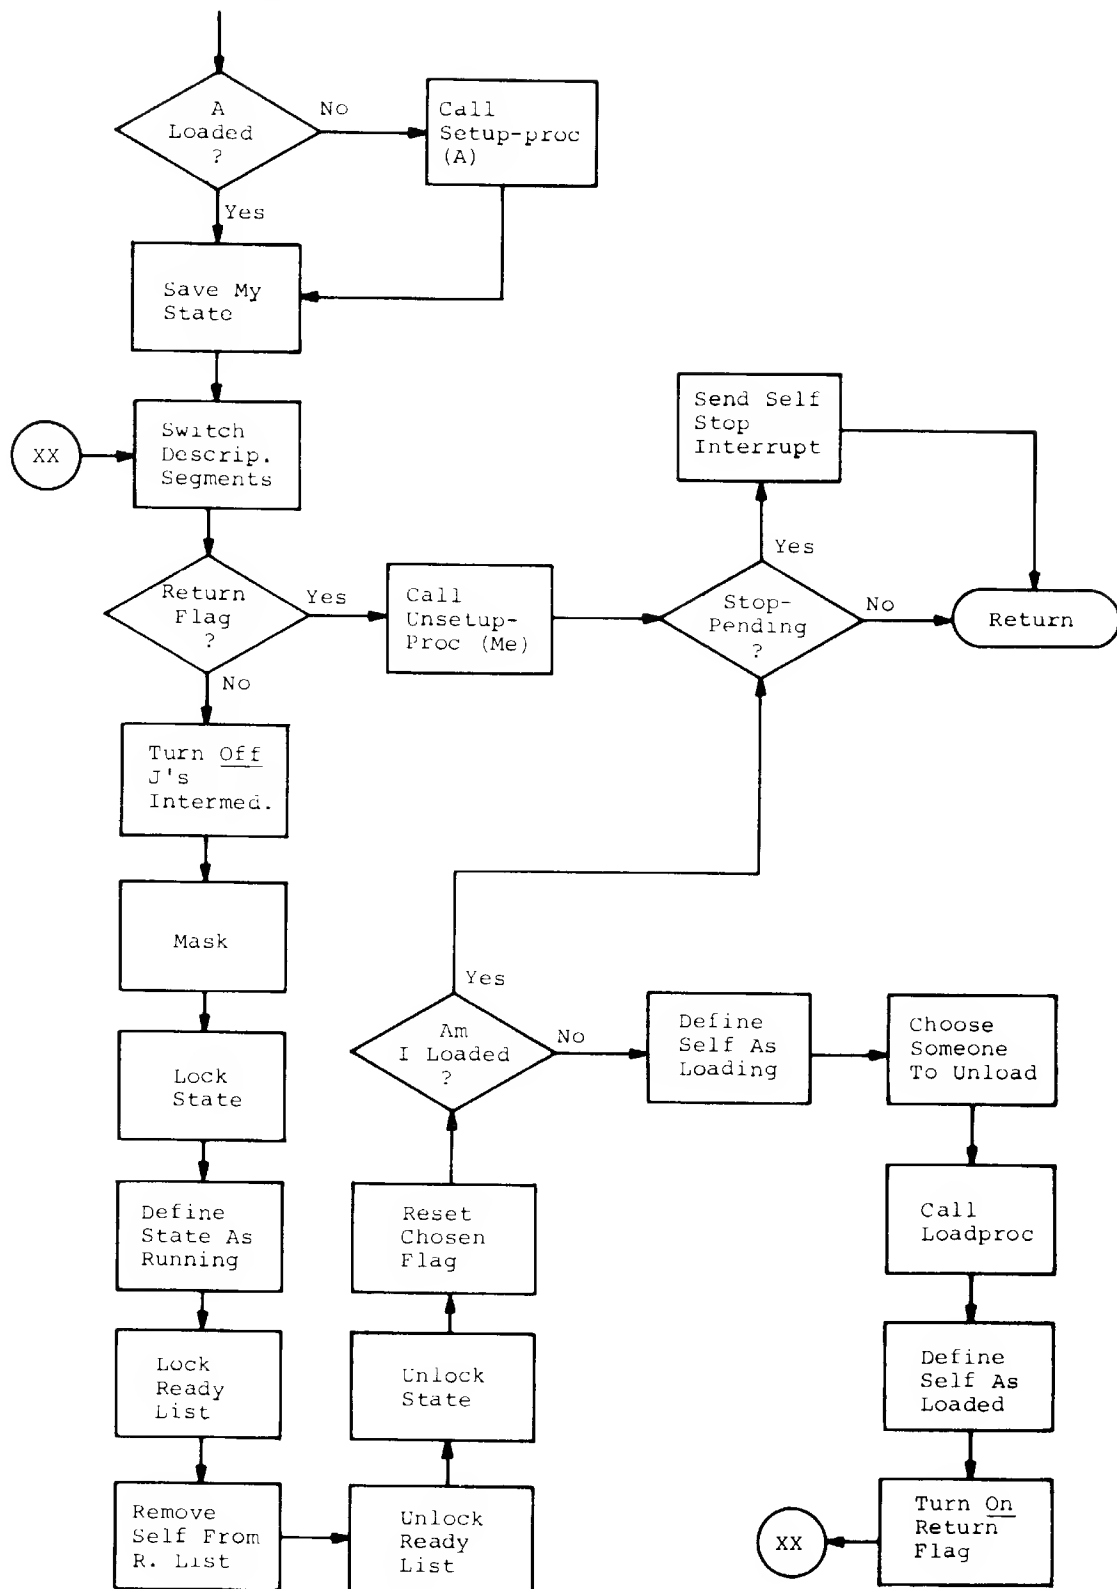 A
Loaded
?
No
Call
Setup-proc
(A)
Yes
Save My
State
XX
Switch
Descrip.
Segments
Send Self
Stop
Interrupt
Return
Flag
?
Yes
Call
Unsetup-
Proc (Me)
Yes
Stop-
Pending
?
No
Return
No
Turn Off
J's
Intermed.
Mask
Lock
State
Define
State As
Running
Lock
Ready
List
Remove
Self From
R. List
Unlock
Ready
List
Unlock
State
Reset
Chosen
Flag
Am
I Loaded
?
Yes
No
Define
Self As
Loading
Choose
Someone
To Unload
Call
Loadproc
Define
Self As
Loaded
Turn On
Return
Flag
XX